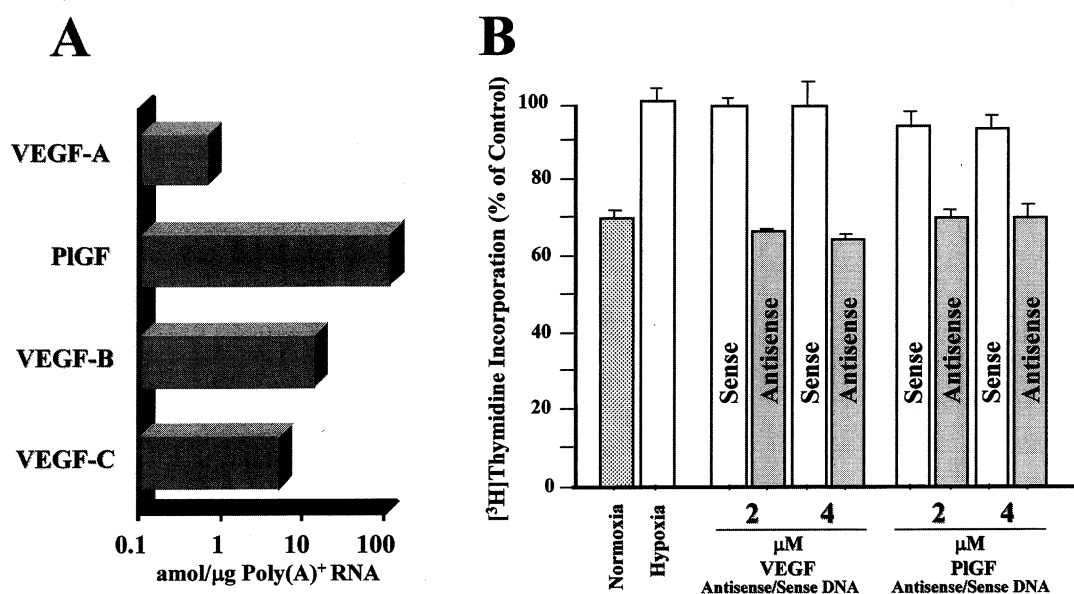 A
VEGF-A
PlGF
VEGF-B
VEGF-C
0.1 1 10 100
amol/μg Poly(A)⁺ RNA
B
[³H]Thymidine Incorporation (% of Control)
100
80
60
40
20
0
Sense
Antisense
Sense
Antisense
Sense
Antisense
Sense
Antisense
Normoxia
Hypoxia
2 4
μM
VEGF
Antisense/Sense DNA
2 4
μM
PlGF
Antisense/Sense DNA